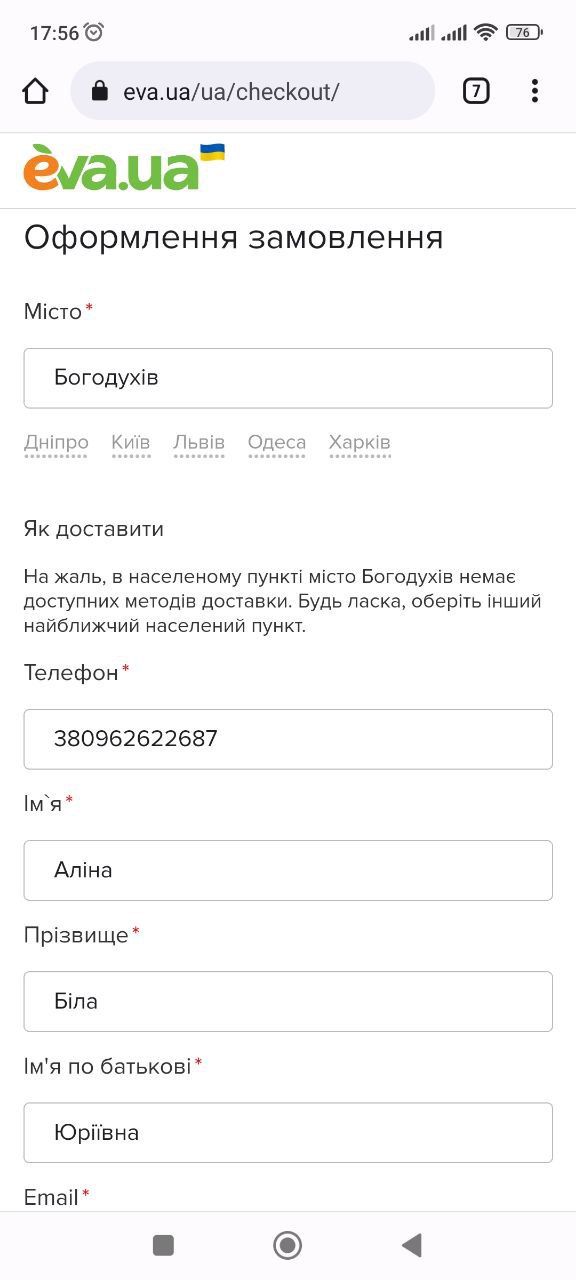 17:56
76
eva.ua/ua/checkout/
7
èva.ua
Оформлення замовлення
Місто*
Богодухів
Дніпро Київ Львів Одеса Харків
Як доставити
На жаль, в населеному пункті місто Богодухів немає
доступних методів доставки. Будь ласка, оберіть інший
найближчий населений пункт.
Телефон*
380962622687
Ім`я*
Аліна
Прізвище*
Біла
Ім'я по батькові*
Юріївна
Email*